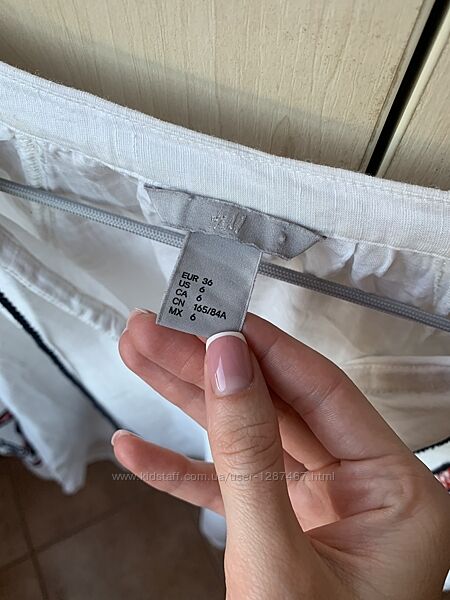 H&M
EUR 36
US 6
CA 6
CN 165/84A
MX 6
www.kidstaff.com.ua/user-1287467.html